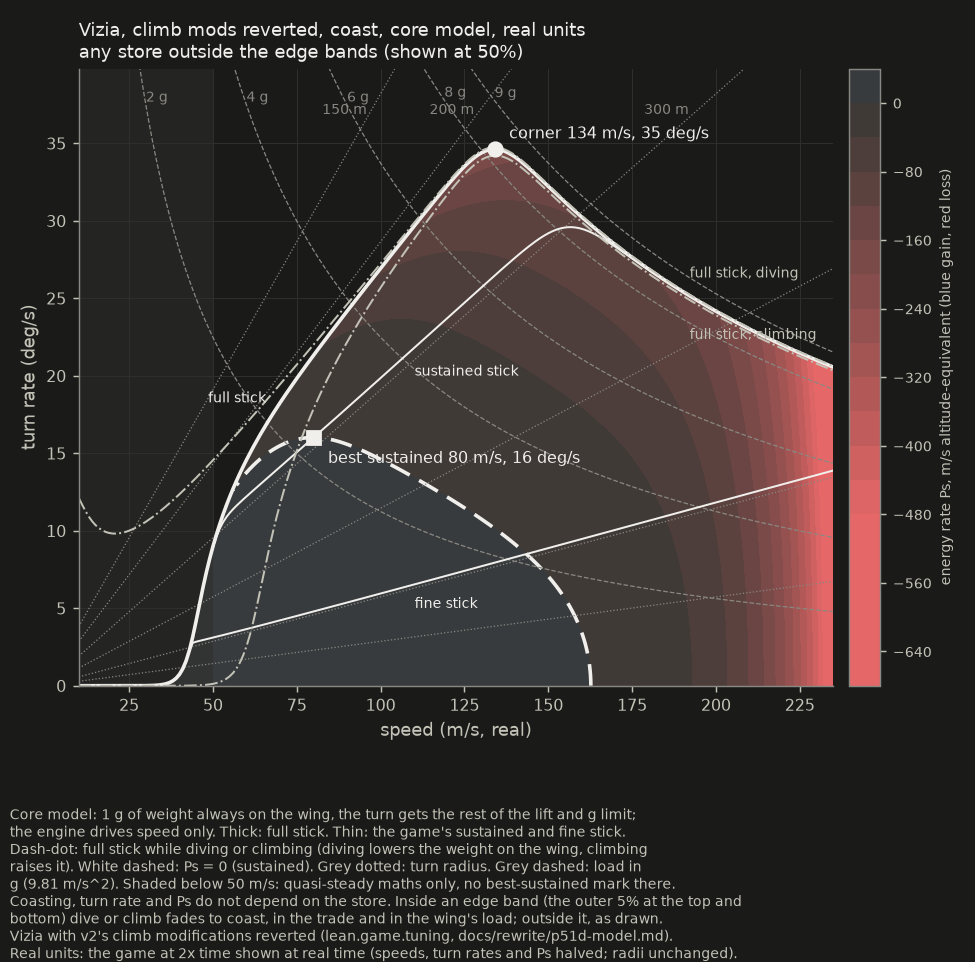 Vizia, climb mods reverted, coast, core model, real units
any store outside the edge bands (shown at 50%)
2 g
4 g
6 g
8 g
9 g
150 m
200 m
300 m
corner 134 m/s, 35 deg/s
full stick, diving
full stick, climbing
sustained stick
full stick
best sustained 80 m/s, 16 deg/s
fine stick
35
30
25
20
15
10
5
0
turn rate (deg/s)
25
50
75
100
125
150
175
200
225
speed (m/s, real)
0
−80
−160
−240
−320
−400
−480
−560
−640
energy rate Ps, m/s altitude-equivalent (blue gain, red loss)
Core model: 1 g of weight always on the wing, the turn gets the rest of the lift and g limit;
the engine drives speed only. Thick: full stick. Thin: the game's sustained and fine stick.
Dash-dot: full stick while diving or climbing (diving lowers the weight on the wing, climbing
raises it). White dashed: Ps = 0 (sustained). Grey dotted: turn radius. Grey dashed: load in
g (9.81 m/s^2). Shaded below 50 m/s: quasi-steady maths only, no best-sustained mark there.
Coasting, turn rate and Ps do not depend on the store. Inside an edge band (the outer 5% at the top and
bottom) dive or climb fades to coast, in the trade and in the wing's load; outside it, as drawn.
Vizia with v2's climb modifications reverted (lean.game.tuning, docs/rewrite/p51d-model.md).
Real units: the game at 2x time shown at real time (speeds, turn rates and Ps halved; radii unchanged).